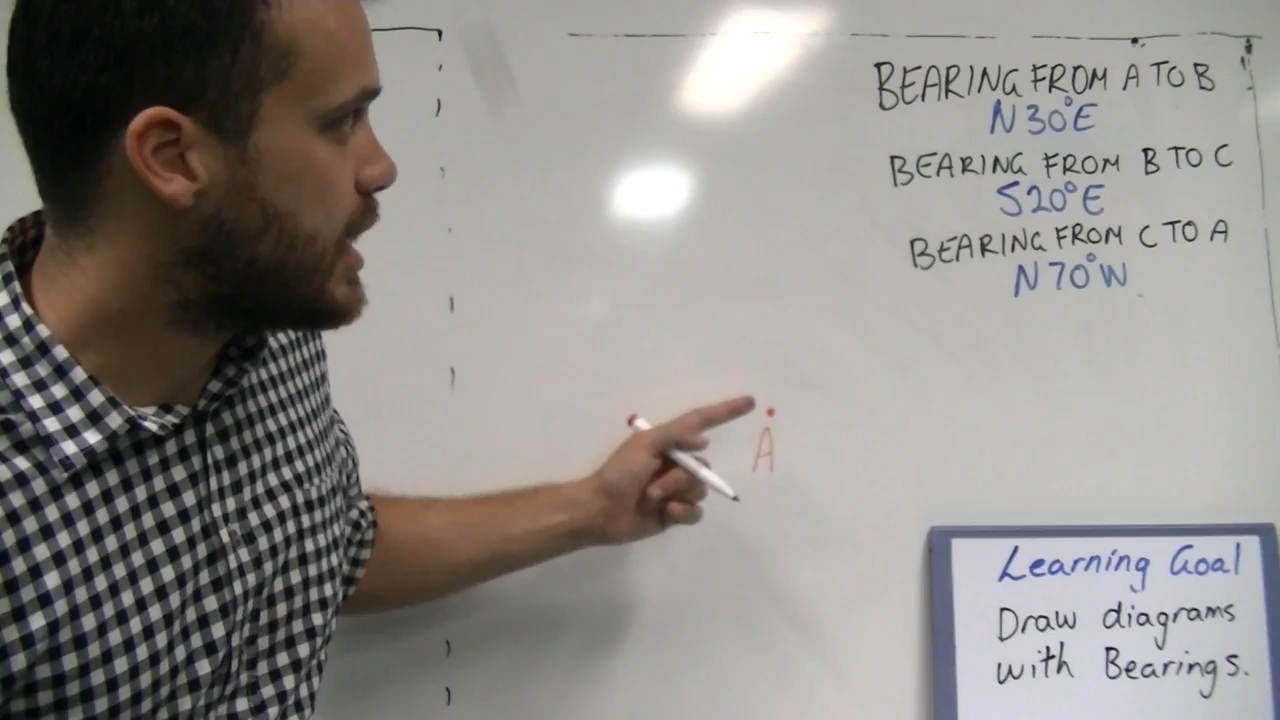 BEARING FROM A TO B
N30°E
BEARING FROM B TO C
S20°E
BEARING FROM C TO A
N70°W
A
Learning Goal
Draw diagrams
with Bearings.